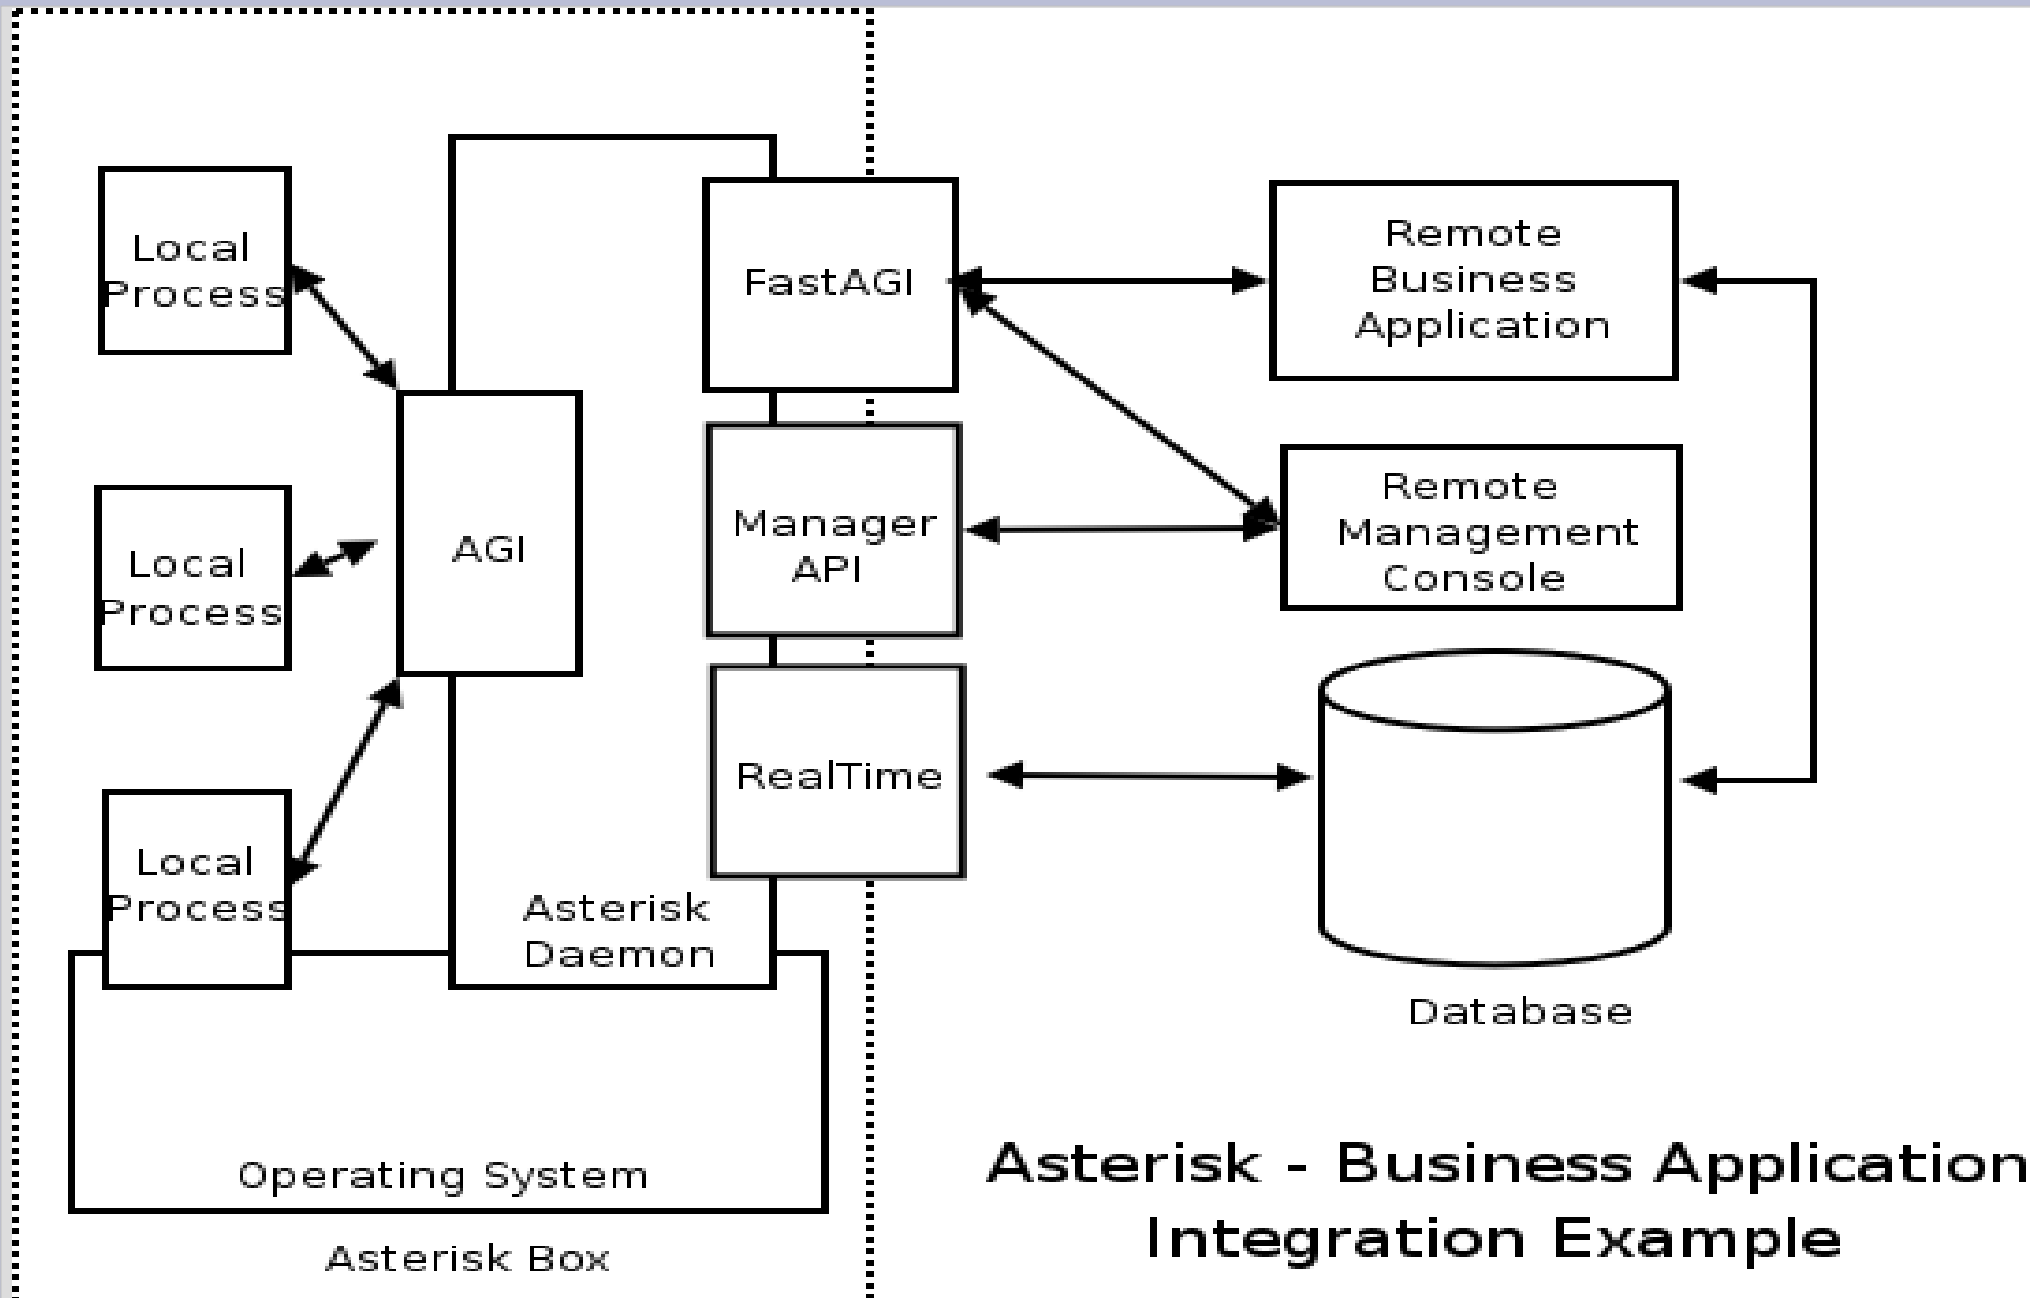 Local
Process
FastAGI
Remote
Business
Application
Local
Process
AGI
Manager
API
Remote
Management
Console
RealTime
Local
Process
Asterisk
Daemon
Database
Operating System
Asterisk Box
Asterisk - Business Application
Integration Example